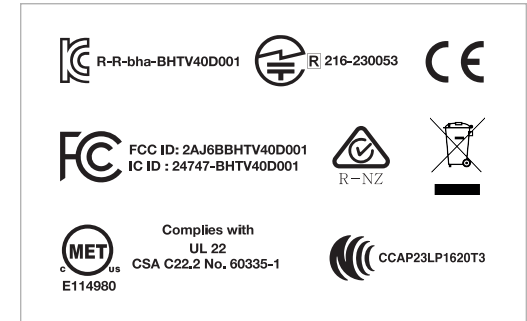 R-R-bha-BHTV40D001
R 216-230053
CE
FC
FCC ID: 2AJ6BBHTV40D001
IC ID : 24747-BHTV40D001
R-NZ
Complies with
UL 22
CSA C22.2 No. 60335-1
MET
c us
E114980
CCAP23LP1620T3